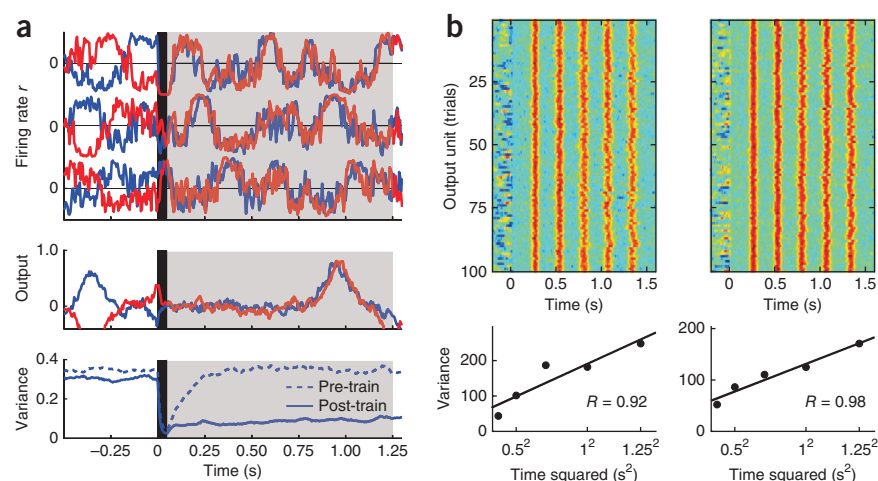 a
Firing rate r
0
0
0
Output
1.0
0
Variance
0.4
0.2
0
Pre-train
Post-train
−0.25 0 0.25 0.50 0.75 1.00 1.25
Time (s)
b
Output unit (trials)
25
50
75
100
0 0.5 1.0 1.5
Time (s)
0 0.5 1.0 1.5
Time (s)
Variance
200
100
0
R = 0.92
0.5² 1² 1.25²
Time squared (s²)
200
100
0
R = 0.98
0.5² 1² 1.25²
Time squared (s²)